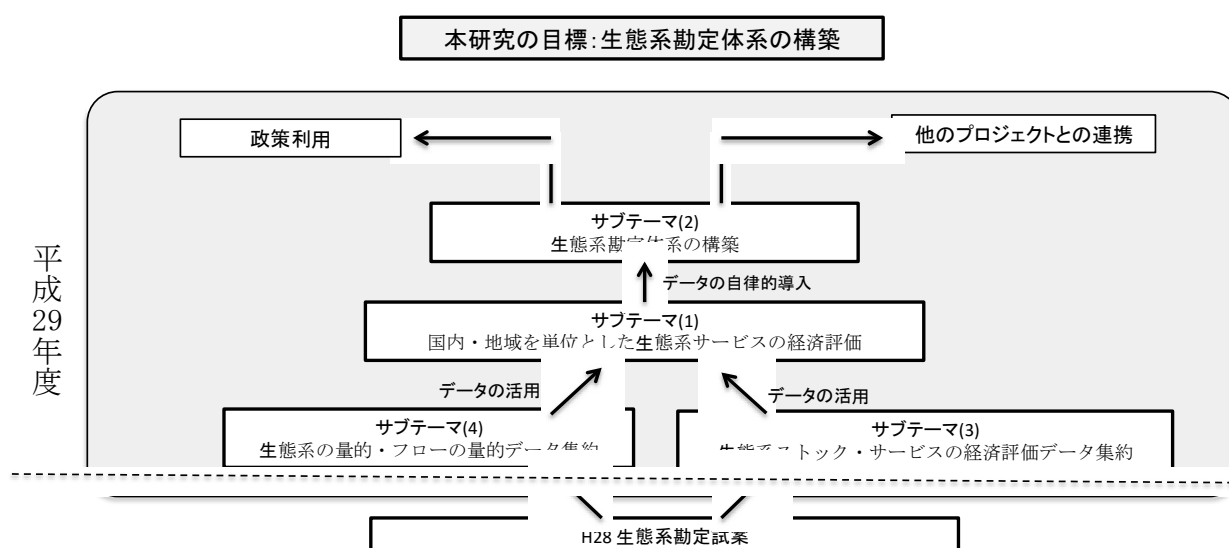 本研究の目標:生態系勘定体系の構築
政策利用
他のプロジェクトとの連携
サブテーマ(2)
生態系勘定体系の構築
データの自律的導入
平成29年度
サブテーマ(1)
国内・地域を単位とした生態系サービスの経済評価
データの活用
データの活用
サブテーマ(4)
生態系の量的・フローの量的データ集約
サブテーマ(3)
生態系ストック・サービスの経済評価データ集約
H28 生態系勘定試案